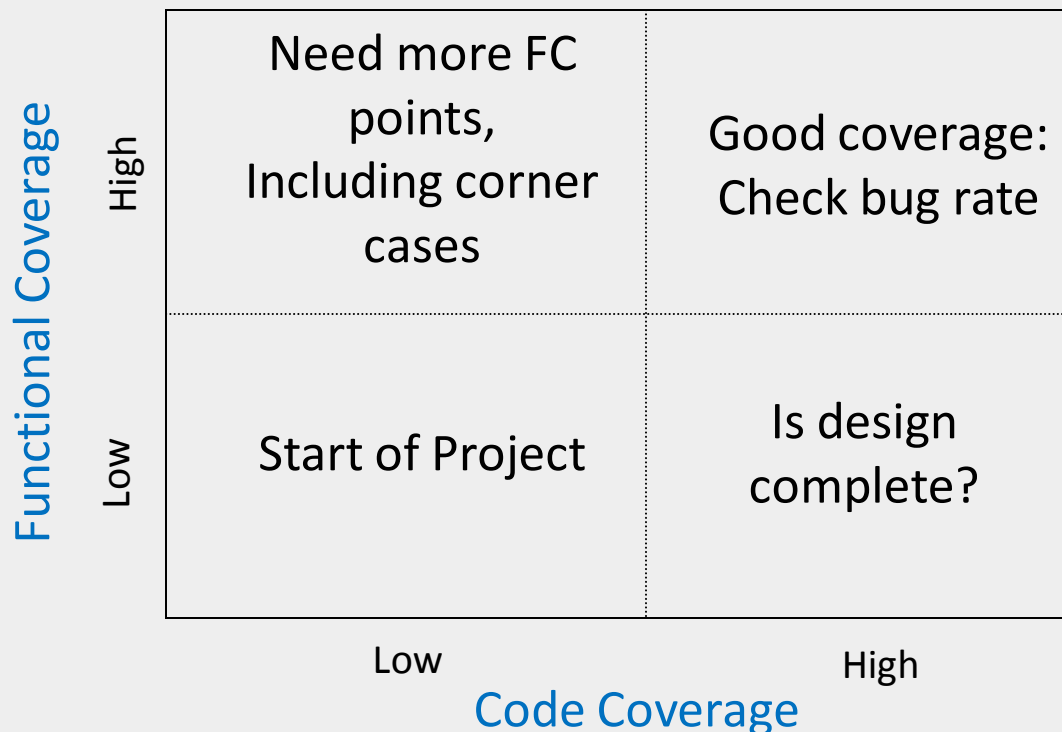 Functional Coverage
High
Low
Need more FC
points,
Including corner
cases
Good coverage:
Check bug rate
Start of Project
Is design
complete?
Low
High
Code Coverage